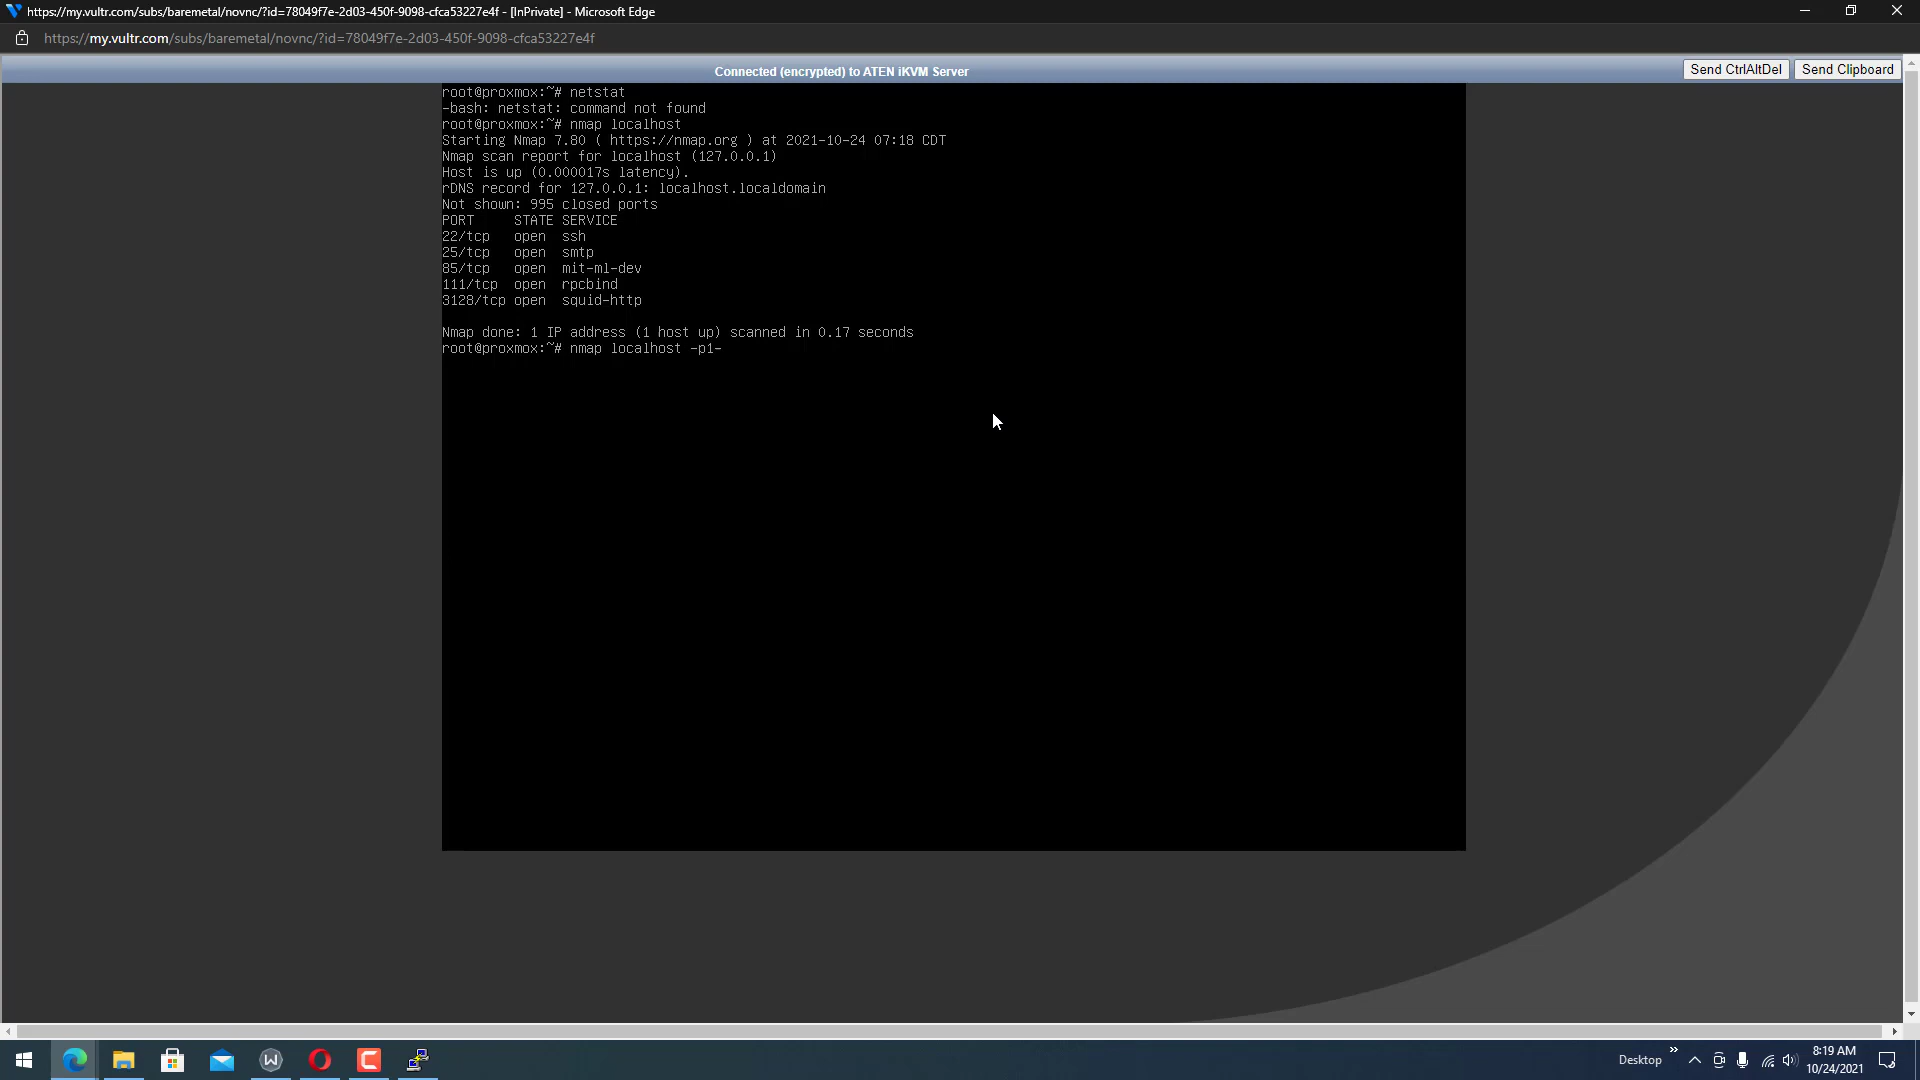 https://my.vultr.com/subs/baremetal/novnc/?id=78049f7e-2d03-450f-9098-cfca53227e4f - [InPrivate] - Microsoft Edge
https://my.vultr.com/subs/baremetal/novnc/?id=78049f7e-2d03-450f-9098-cfca53227e4f
Connected (encrypted) to ATEN iKVM Server
Send CtrlAltDel
Send Clipboard
root@proxmox:~# netstat
-bash: netstat: command not found
root@proxmox:~# nmap localhost
Starting Nmap 7.80 ( https://nmap.org ) at 2021-10-24 07:18 CDT
Nmap scan report for localhost (127.0.0.1)
Host is up (0.000017s latency).
rDNS record for 127.0.0.1: localhost.localdomain
Not shown: 995 closed ports
PORT     STATE SERVICE
22/tcp   open  ssh
25/tcp   open  smtp
85/tcp   open  mit-ml-dev
111/tcp  open  rpcbind
3128/tcp open  squid-http
Nmap done: 1 IP address (1 host up) scanned in 0.17 seconds
root@proxmox:~# nmap localhost -p1-
Desktop
8:19 AM
10/24/2021